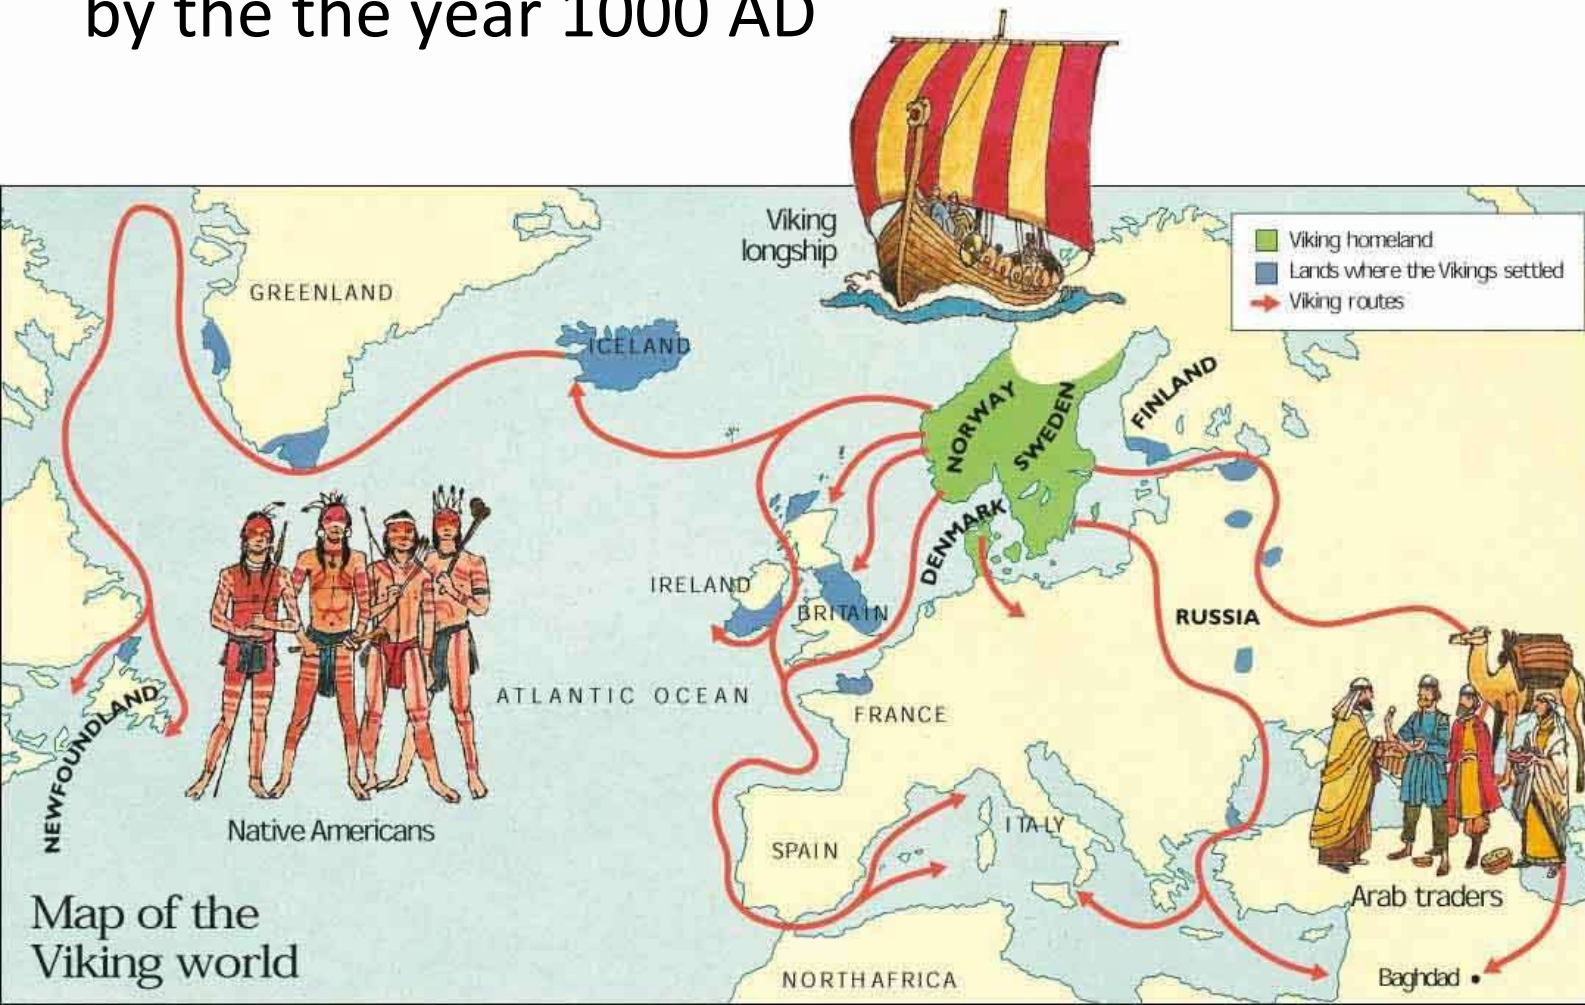 by the the year 1000 AD
Viking
longship
Viking homeland
Lands where the Vikings settled
Viking routes
GREENLAND
ICELAND
NORWAY
SWEDEN
FINLAND
DENMARK
IRELAND
BRITAIN
RUSSIA
NEWFOUNDLAND
ATLANTIC OCEAN
FRANCE
Native Americans
SPAIN
ITALY
Arab traders
Map of the
Viking world
NORTH AFRICA
Baghdad